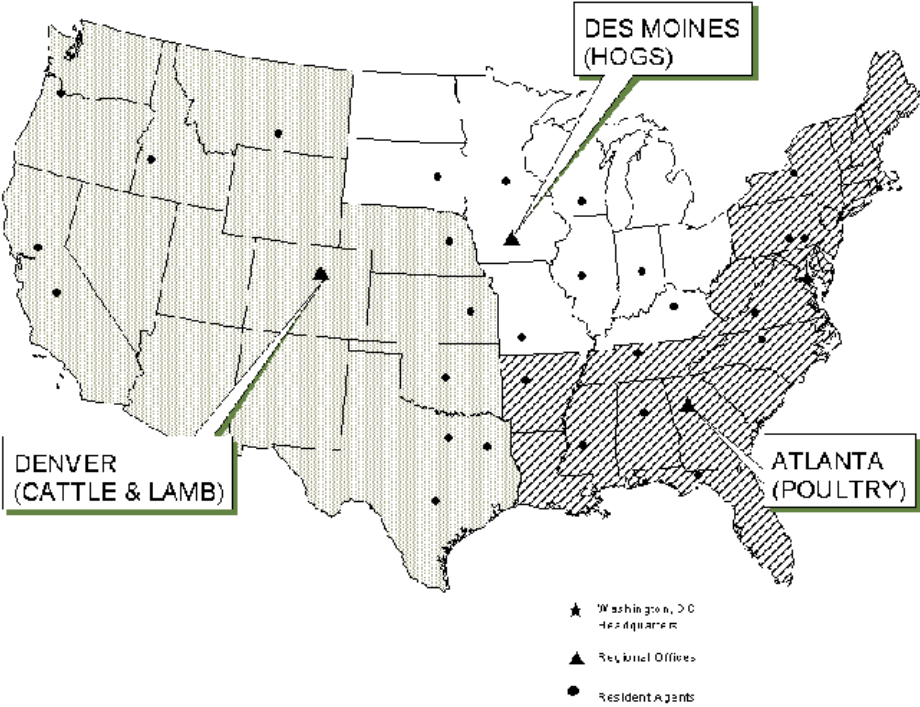 DES MOINES
(HOGS)
DENVER
(CATTLE & LAMB)
ATLANTA
(POULTRY)
Washington, DC
Headquarters
Regional Offices
Resident Agents